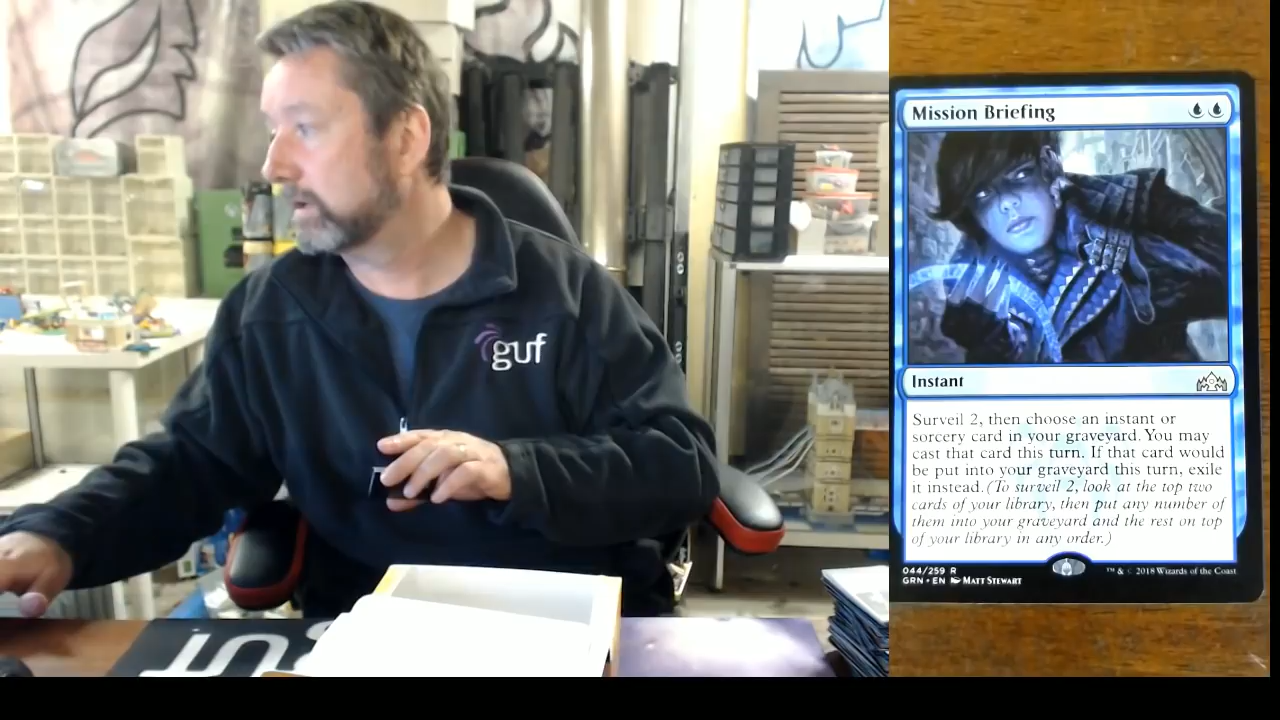 guf
Mission Briefing
Instant
Surveil 2, then choose an instant or
sorcery card in your graveyard. You may
cast that card this turn. If that card would
be put into your graveyard this turn, exile
it instead. (To surveil 2, look at the top two
cards of your library, then put any number of
them into your graveyard and the rest on top
of your library in any order.)
044/259 R
GRN • EN Matt Stewart
™ & © 2018 Wizards of the Coast
guf